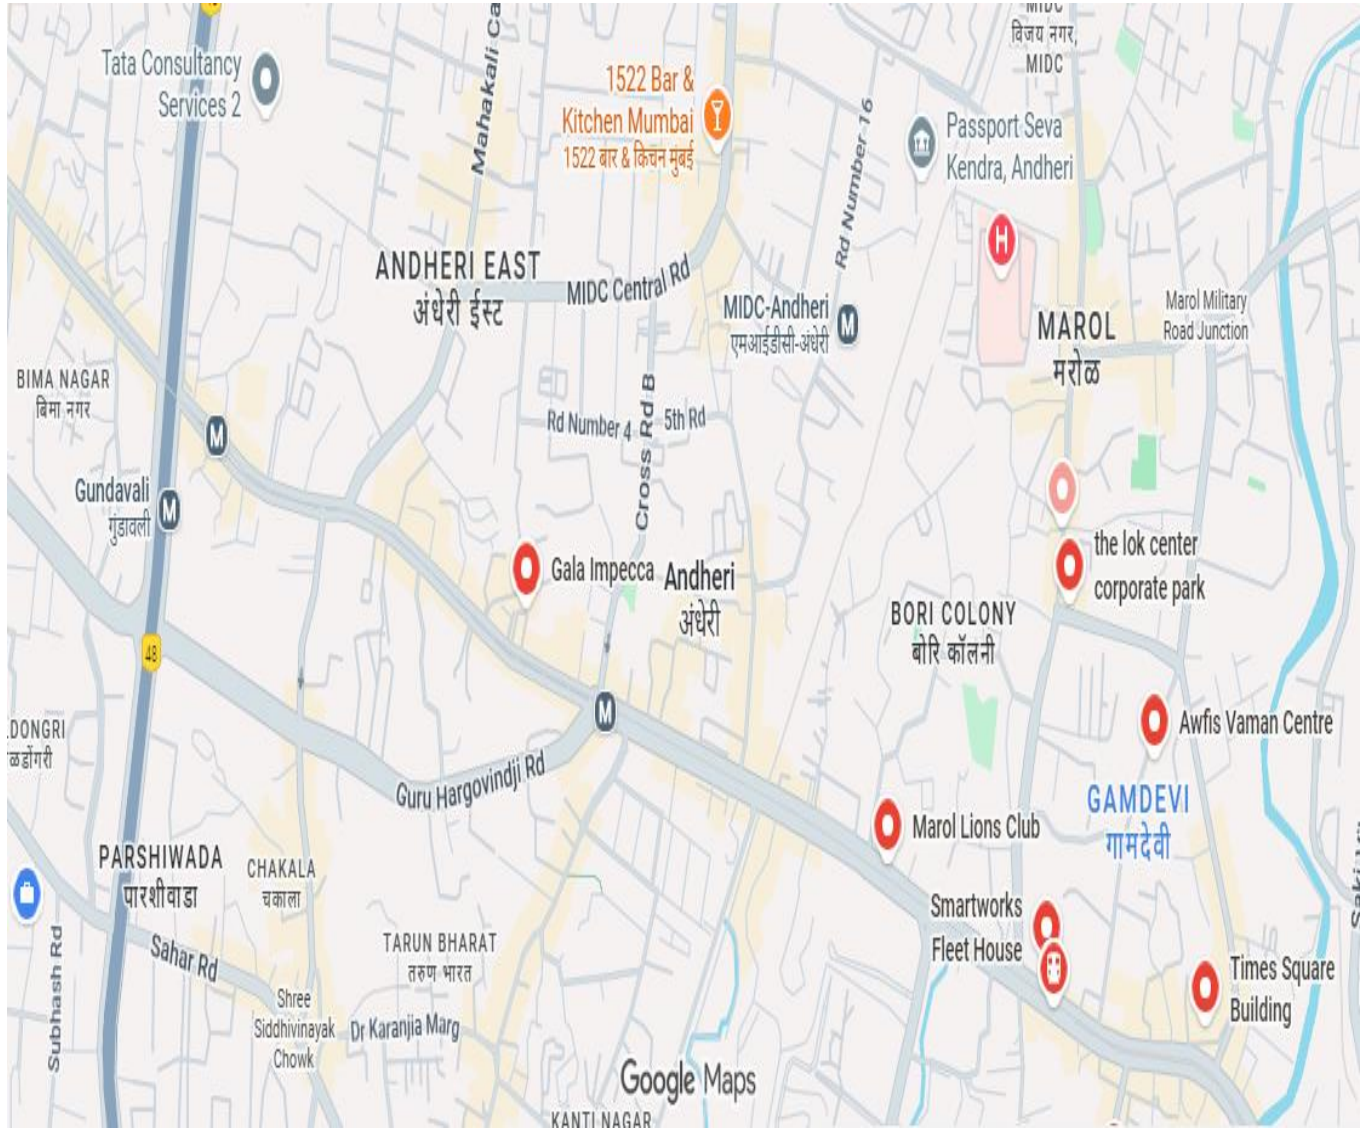 MIDC
विजय नगर,
MIDC
Tata Consultancy
Services 2
Mahakali Ca
1522 Bar &
Kitchen Mumbai
1522 बार & किचन मुंबई
Rd Number 16
Passport Seva
Kendra, Andheri
H
ANDHERI EAST
अंधेरी ईस्ट
MIDC Central Rd
MIDC-Andheri
एमआईडीसी-अंधेरी
M
Marol Military
Road Junction
MAROL
मरोळ
BIMA NAGAR
बिमा नगर
M
Rd Number 4
5th Rd
Cross Rd B
Gundavali
गुंडावली
M
Gala Impecca
Andheri
अंधेरी
the lok center
corporate park
BORI COLONY
बोरि कॉलनी
48
M
LDONGRI
ळडोंगरी
Awfis Vaman Centre
Guru Hargovindji Rd
GAMDEVI
गामदेवी
Marol Lions Club
PARSHIWADA
पारशीवाडा
CHAKALA
चकाला
Smartworks
Fleet House
Sahar Rd
TARUN BHARAT
तरुण भारत
Subhash Rd
Shree
Siddhivinayak
Chowk
Dr Karanjia Marg
Times Square
Building
Google Maps
KANTI NAGAR